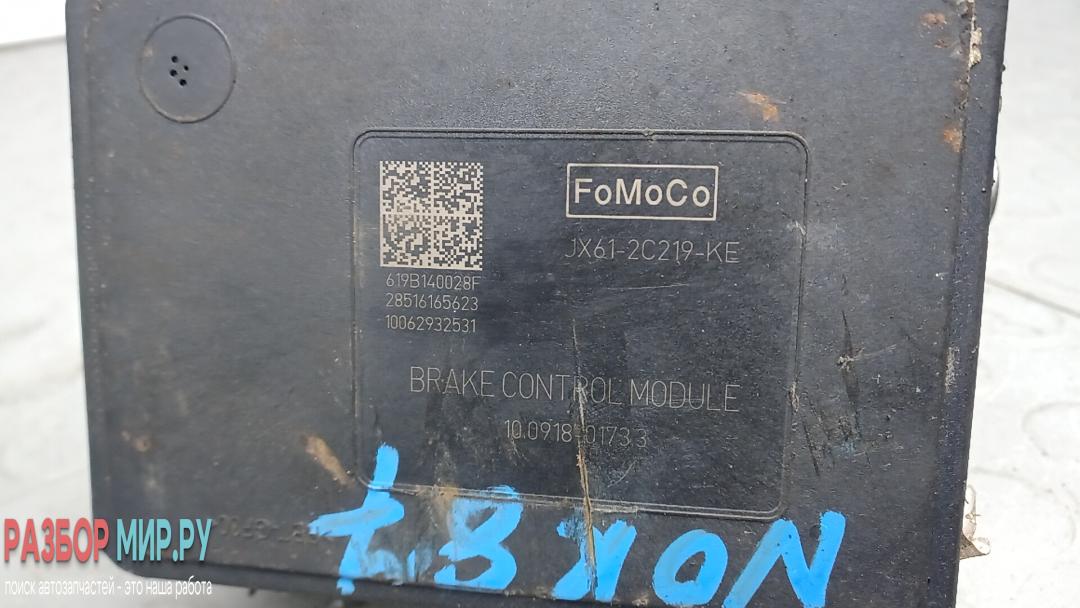 FoMoCo
JX61-2C219-KE
619B140028F
28516165623
10062932531
BRAKE CONTROL MODULE
10.0918-0173.3
РАЗБОР МИР.РУ
поиск автозапчастей - это наша работа